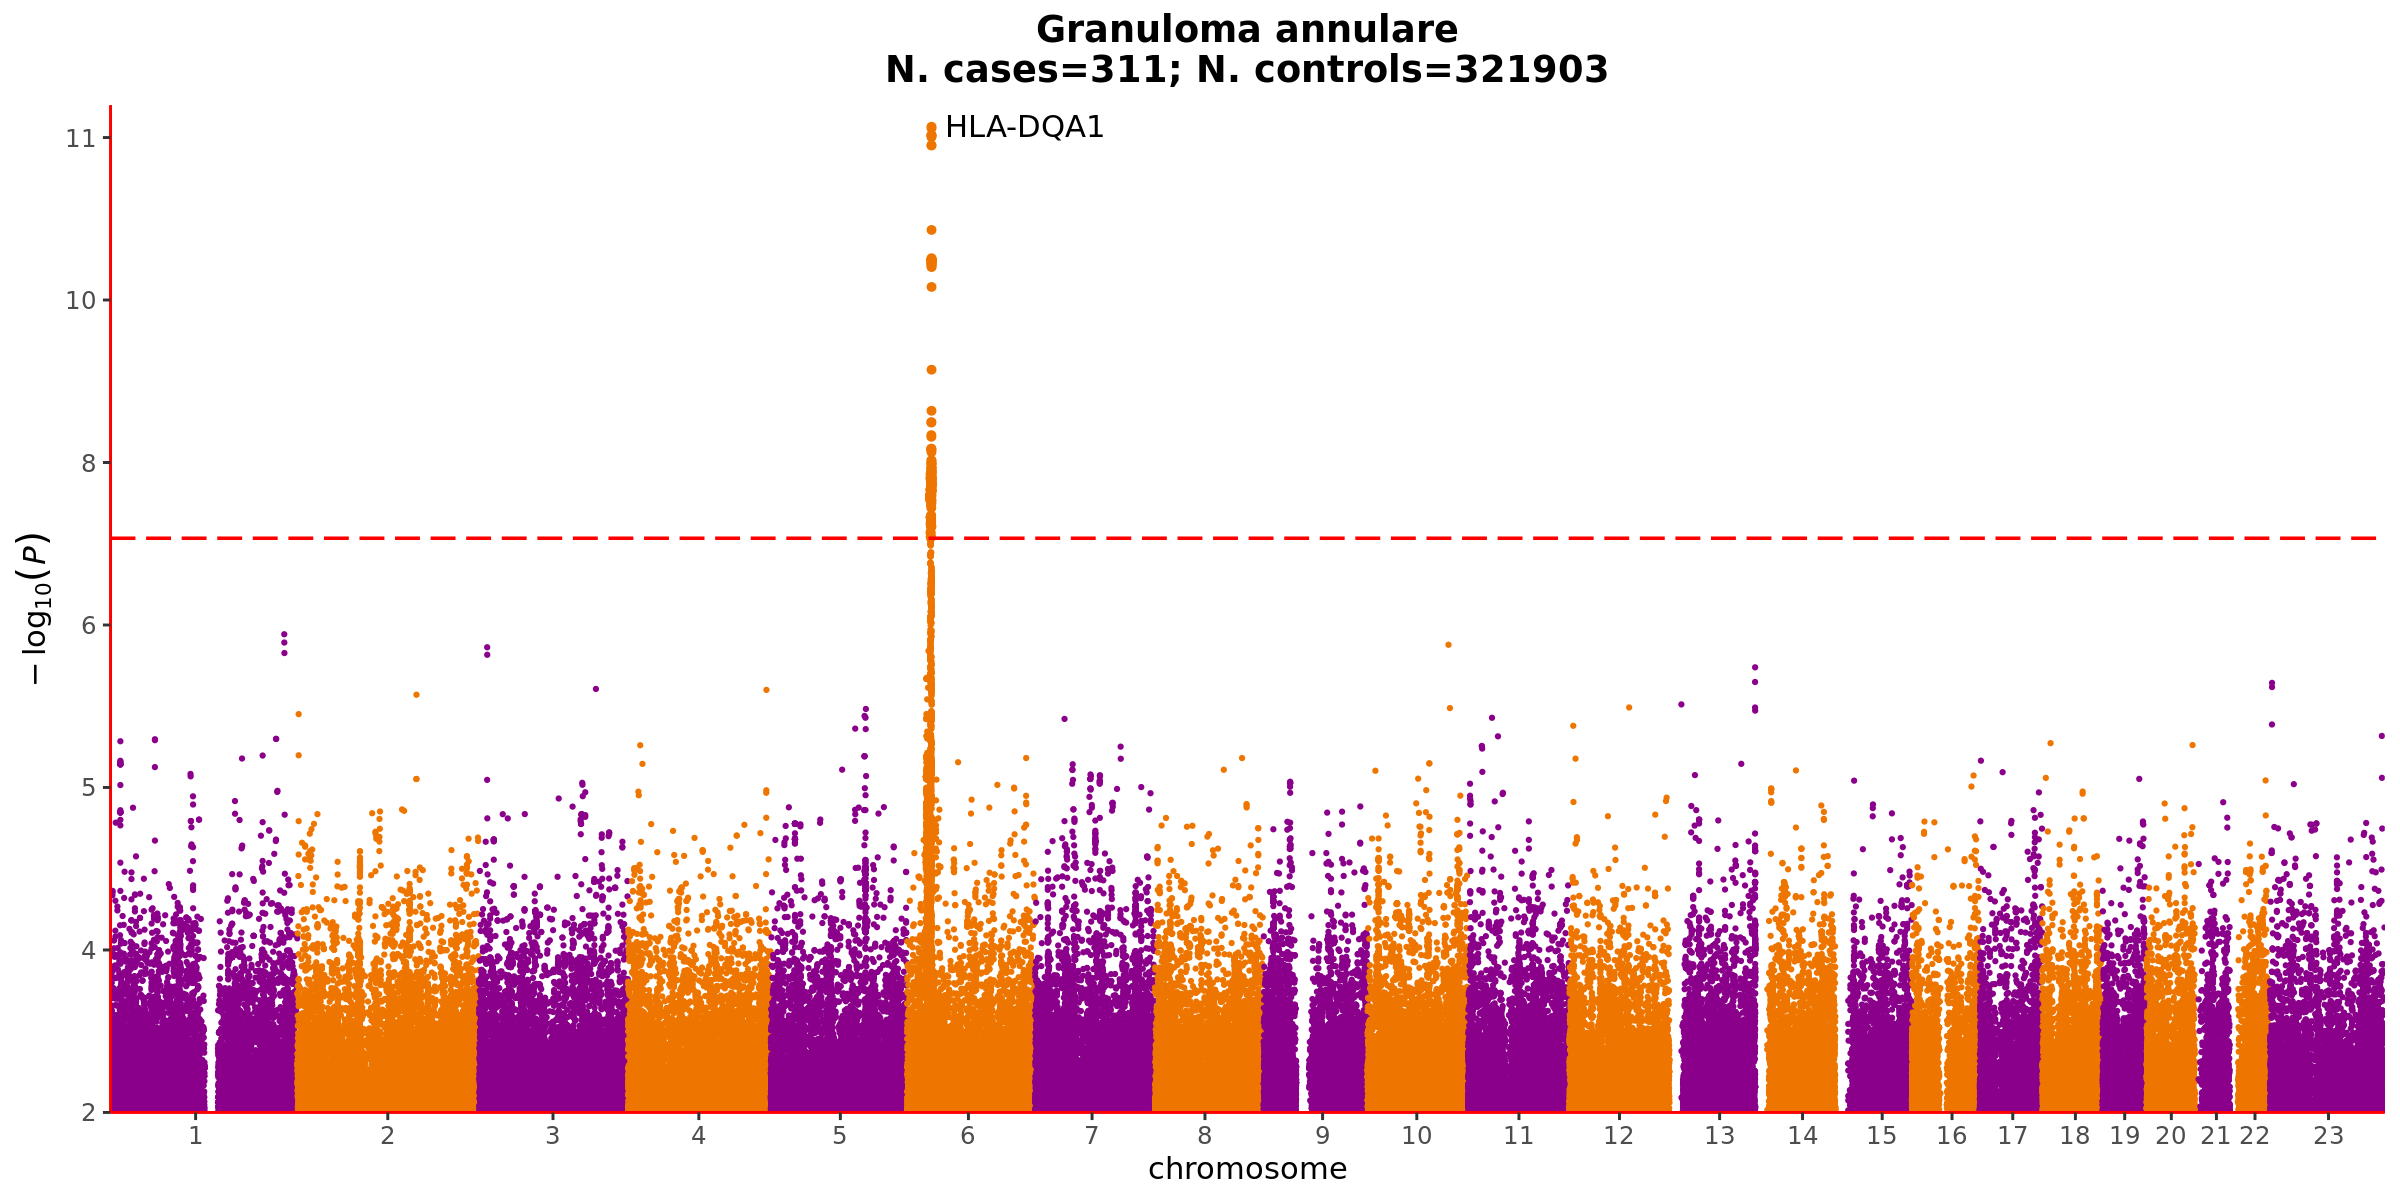 Granuloma annulare
N. cases=311; N. controls=321903
HLA-DQA1
11
10
8
6
5
4
2
−log10(P)
1 2 3 4 5 6 7 8 9 10 11 12 13 14 15 16 17 18 19 20 21 22 23
chromosome